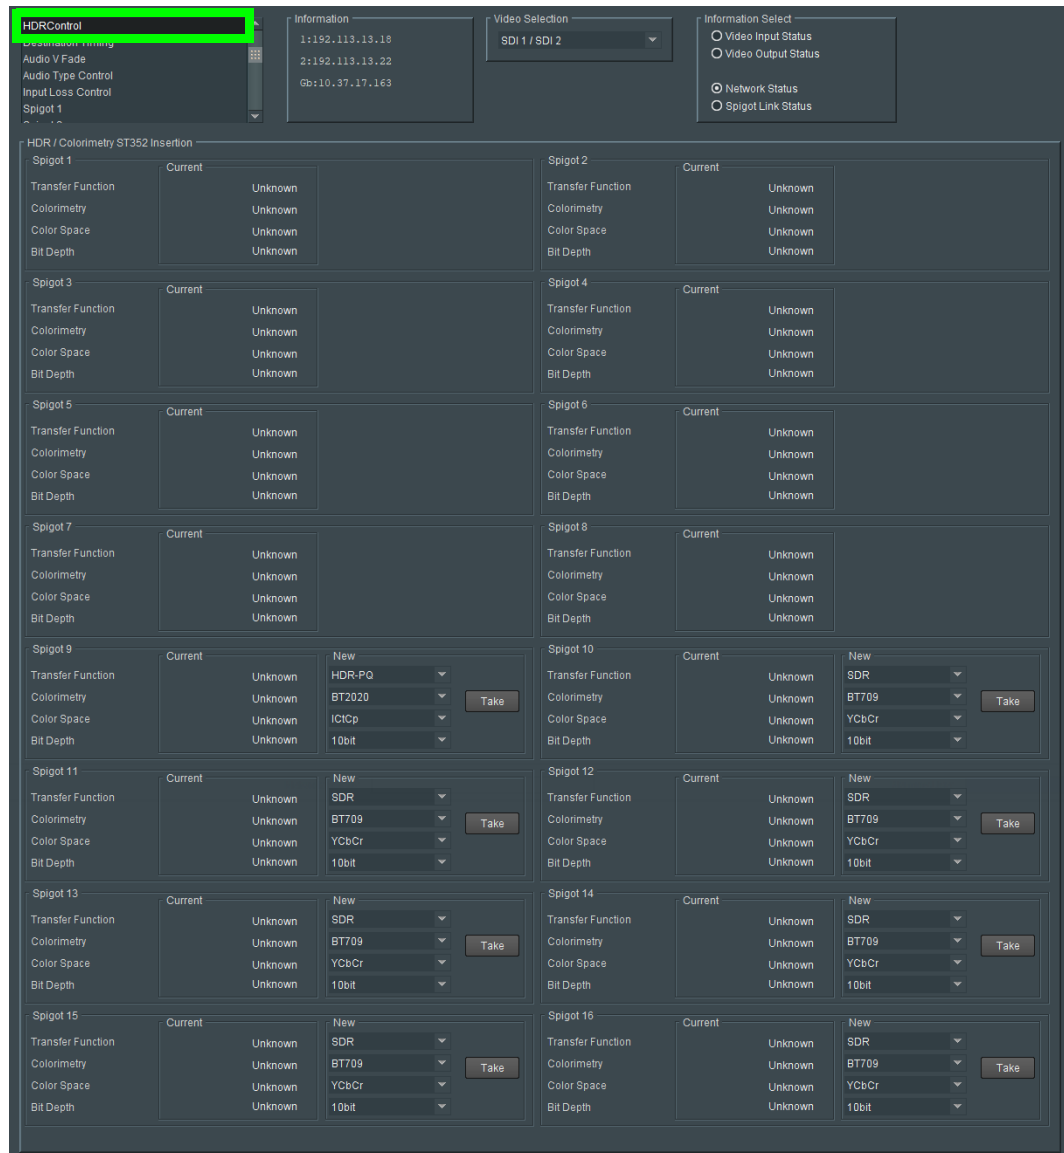 HDRControl
Destination Timing
Audio V Fade
Audio Type Control
Input Loss Control
Spigot 1
Information
1:192.113.13.18
2:192.113.13.22
Gb:10.37.17.163
Video Selection
SDI 1 / SDI 2
Information Select
Video Input Status
Video Output Status
Network Status
Spigot Link Status
HDR / Colorimetry ST352 Insertion
Spigot 1
Current
Transfer Function Unknown
Colorimetry Unknown
Color Space Unknown
Bit Depth Unknown
Spigot 2
Current
Transfer Function Unknown
Colorimetry Unknown
Color Space Unknown
Bit Depth Unknown
Spigot 3
Current
Transfer Function Unknown
Colorimetry Unknown
Color Space Unknown
Bit Depth Unknown
Spigot 4
Current
Transfer Function Unknown
Colorimetry Unknown
Color Space Unknown
Bit Depth Unknown
Spigot 5
Current
Transfer Function Unknown
Colorimetry Unknown
Color Space Unknown
Bit Depth Unknown
Spigot 6
Current
Transfer Function Unknown
Colorimetry Unknown
Color Space Unknown
Bit Depth Unknown
Spigot 7
Current
Transfer Function Unknown
Colorimetry Unknown
Color Space Unknown
Bit Depth Unknown
Spigot 8
Current
Transfer Function Unknown
Colorimetry Unknown
Color Space Unknown
Bit Depth Unknown
Spigot 9
Current New
Transfer Function Unknown HDR-PQ
Colorimetry Unknown BT2020 Take
Color Space Unknown ICtCp
Bit Depth Unknown 10bit
Spigot 10
Current New
Transfer Function Unknown SDR
Colorimetry Unknown BT709 Take
Color Space Unknown YCbCr
Bit Depth Unknown 10bit
Spigot 11
Current New
Transfer Function Unknown SDR
Colorimetry Unknown BT709 Take
Color Space Unknown YCbCr
Bit Depth Unknown 10bit
Spigot 12
Current New
Transfer Function Unknown SDR
Colorimetry Unknown BT709 Take
Color Space Unknown YCbCr
Bit Depth Unknown 10bit
Spigot 13
Current New
Transfer Function Unknown SDR
Colorimetry Unknown BT709 Take
Color Space Unknown YCbCr
Bit Depth Unknown 10bit
Spigot 14
Current New
Transfer Function Unknown SDR
Colorimetry Unknown BT709 Take
Color Space Unknown YCbCr
Bit Depth Unknown 10bit
Spigot 15
Current New
Transfer Function Unknown SDR
Colorimetry Unknown BT709 Take
Color Space Unknown YCbCr
Bit Depth Unknown 10bit
Spigot 16
Current New
Transfer Function Unknown SDR
Colorimetry Unknown BT709 Take
Color Space Unknown YCbCr
Bit Depth Unknown 10bit